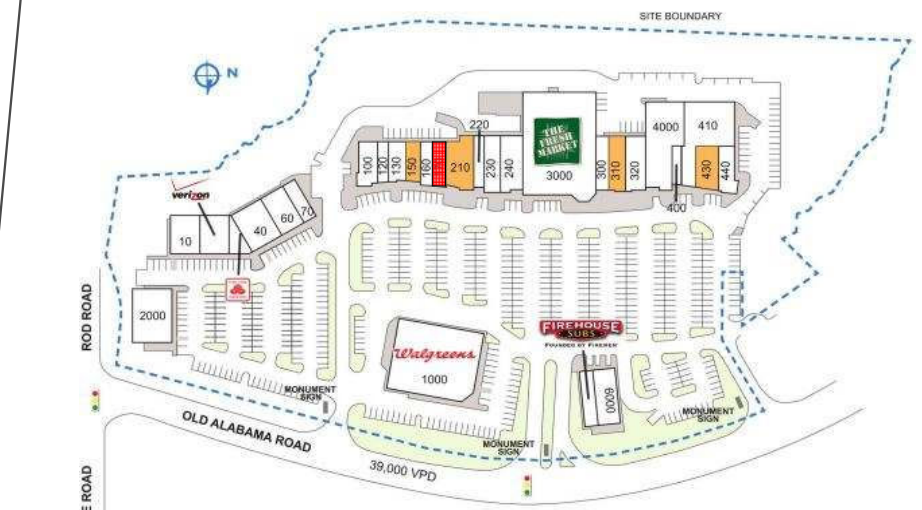 SITE BOUNDARY
N
220
THE
FRESH
MARKET
4000
410
100
120
130
150
160
210
230
240
3000
300
310
320
430
440
400
verizon
10
40
60
70
2000
ROD ROAD
Walgreens
1000
FIREHOUSE
SUBS
FOUNDED BY FIREMEN
6000
MONUMENT
SIGN
MONUMENT
SIGN
MONUMENT
SIGN
OLD ALABAMA ROAD
39,000 VPD
E ROAD